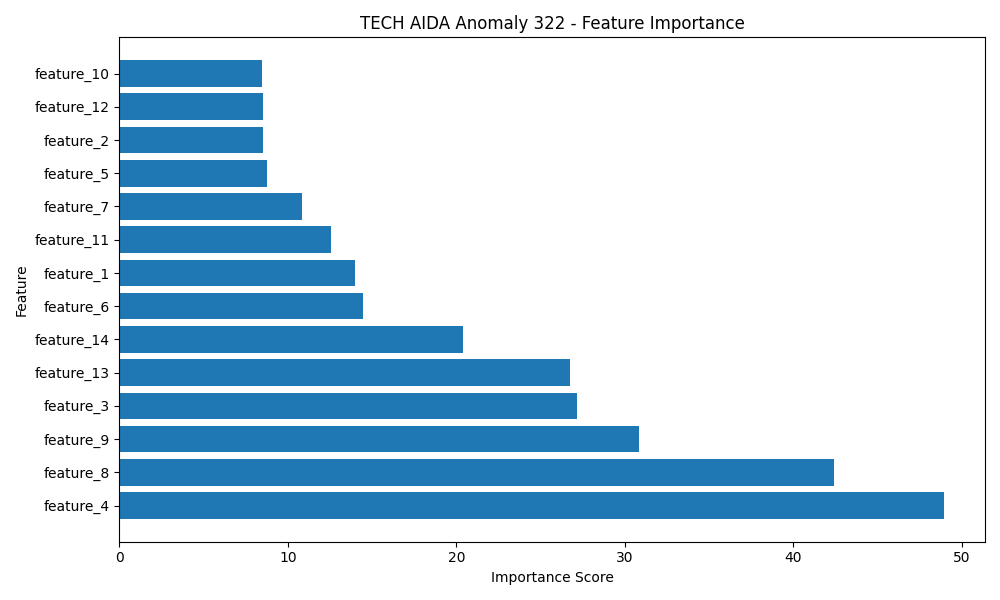 TECH AIDA Anomaly 322 - Feature Importance
feature_10
feature_12
feature_2
feature_5
feature_7
feature_11
feature_1
feature_6
feature_14
feature_13
feature_3
feature_9
feature_8
feature_4
Feature
0 10 20 30 40 50
Importance Score